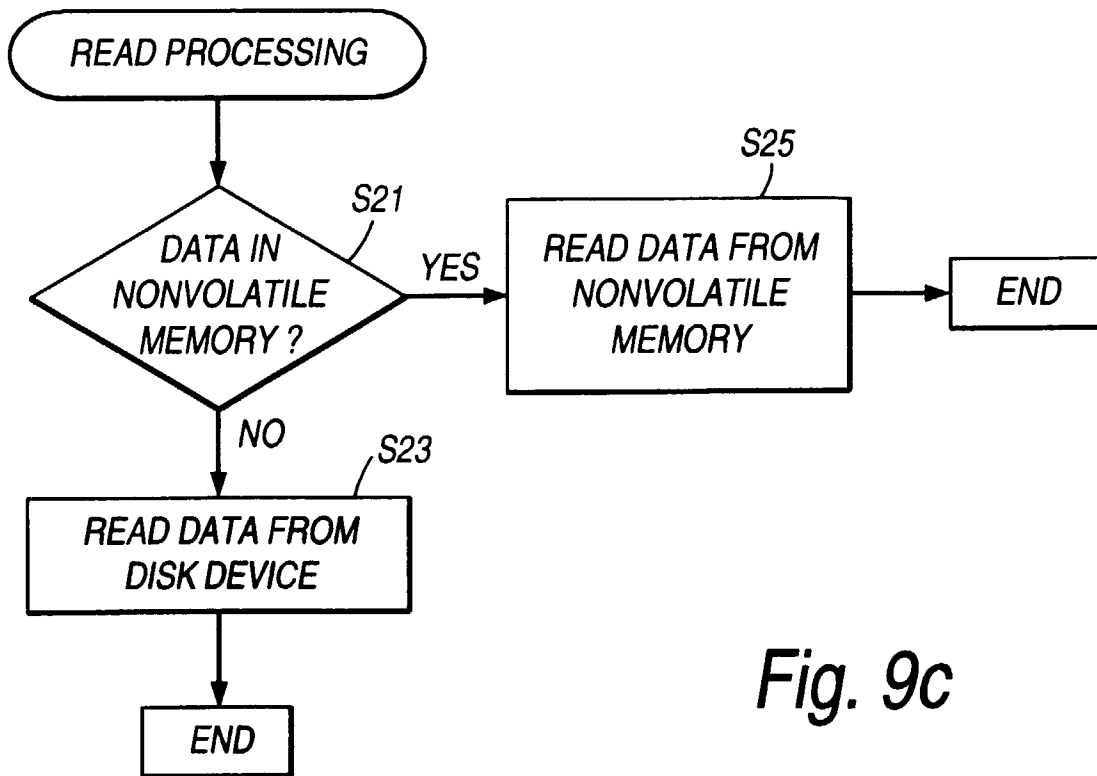 READ PROCESSING
S21
DATA IN
NONVOLATILE
MEMORY ?
YES
S25
READ DATA FROM
NONVOLATILE
MEMORY
END
NO
S23
READ DATA FROM
DISK DEVICE
END
Fig. 9c